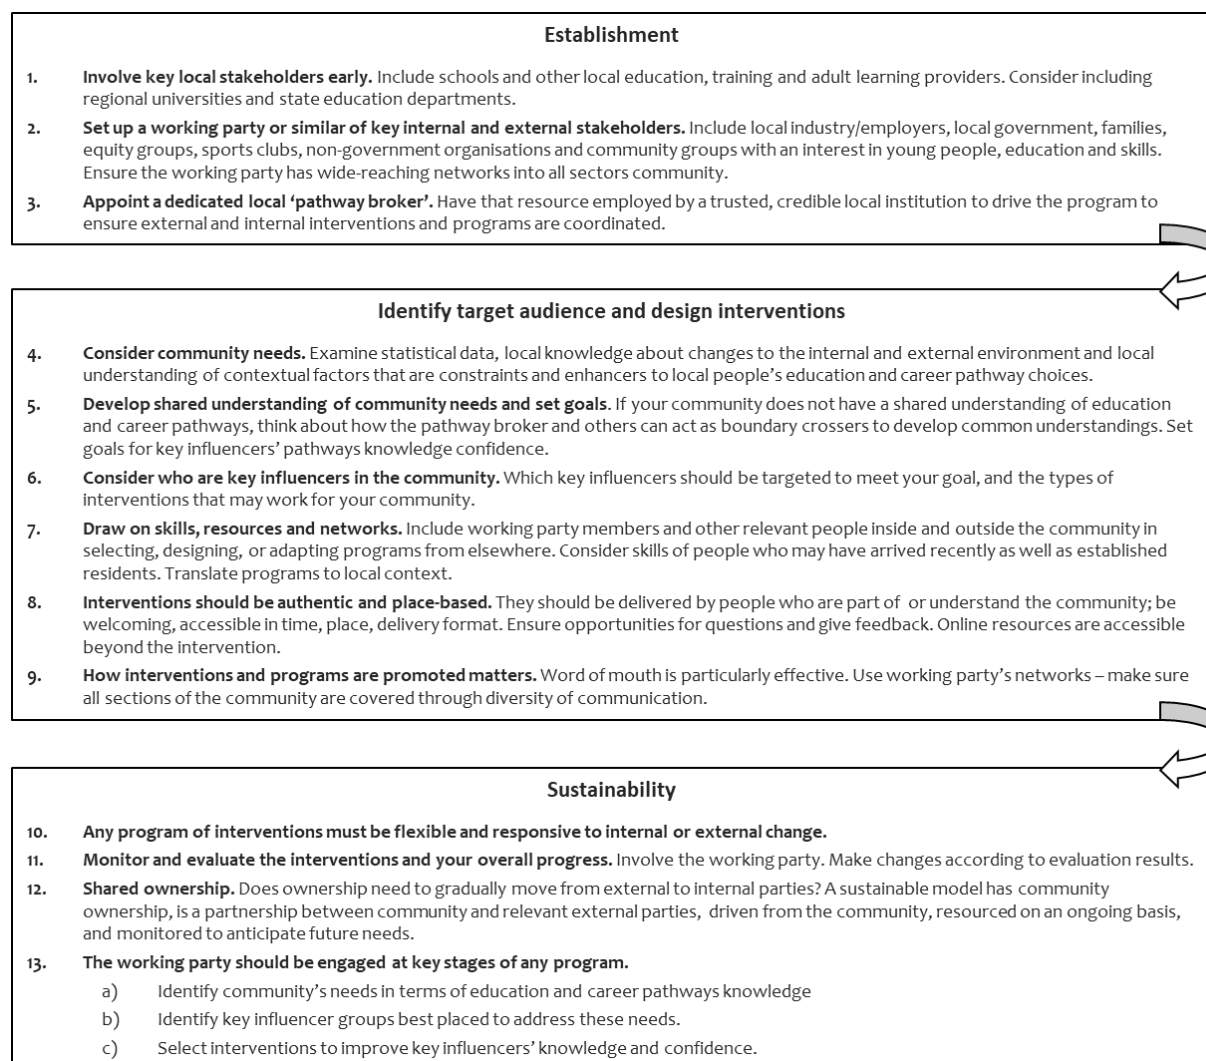 Establishment
1. Involve key local stakeholders early. Include schools and other local education, training and adult learning providers. Consider including
regional universities and state education departments.
2. Set up a working party or similar of key internal and external stakeholders. Include local industry/employers, local government, families,
equity groups, sports clubs, non-government organisations and community groups with an interest in young people, education and skills.
Ensure the working party has wide-reaching networks into all sectors community.
3. Appoint a dedicated local ‘pathway broker’. Have that resource employed by a trusted, credible local institution to drive the program to
ensure external and internal interventions and programs are coordinated.
Identify target audience and design interventions
4. Consider community needs. Examine statistical data, local knowledge about changes to the internal and external environment and local
understanding of contextual factors that are constraints and enhancers to local people’s education and career pathway choices.
5. Develop shared understanding of community needs and set goals. If your community does not have a shared understanding of education
and career pathways, think about how the pathway broker and others can act as boundary crossers to develop common understandings. Set
goals for key influencers’ pathways knowledge confidence.
6. Consider who are key influencers in the community. Which key influencers should be targeted to meet your goal, and the types of
interventions that may work for your community.
7. Draw on skills, resources and networks. Include working party members and other relevant people inside and outside the community in
selecting, designing, or adapting programs from elsewhere. Consider skills of people who may have arrived recently as well as established
residents. Translate programs to local context.
8. Interventions should be authentic and place-based. They should be delivered by people who are part of or understand the community; be
welcoming, accessible in time, place, delivery format. Ensure opportunities for questions and give feedback. Online resources are accessible
beyond the intervention.
9. How interventions and programs are promoted matters. Word of mouth is particularly effective. Use working party’s networks – make sure
all sections of the community are covered through diversity of communication.
Sustainability
10. Any program of interventions must be flexible and responsive to internal or external change.
11. Monitor and evaluate the interventions and your overall progress. Involve the working party. Make changes according to evaluation results.
12. Shared ownership. Does ownership need to gradually move from external to internal parties? A sustainable model has community
ownership, is a partnership between community and relevant external parties, driven from the community, resourced on an ongoing basis,
and monitored to anticipate future needs.
13. The working party should be engaged at key stages of any program.
a) Identify community’s needs in terms of education and career pathways knowledge
b) Identify key influencer groups best placed to address these needs.
c) Select interventions to improve key influencers’ knowledge and confidence.